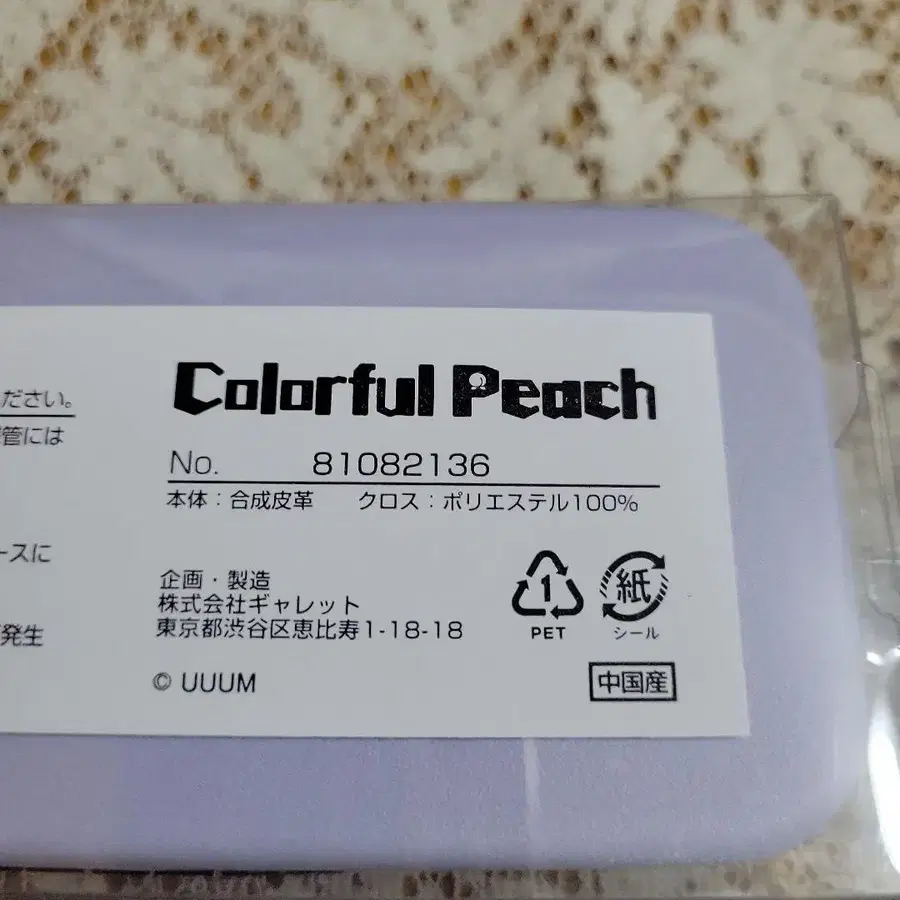 ださい。
管には
ースに
発生
Colorful Peach
No. 81082136
本体：合成皮革 クロス：ポリエステル100%
企画・製造
株式会社ギャレット
東京都渋谷区恵比寿1-18-18
© UUUM
1
PET
紙
シール
中国産